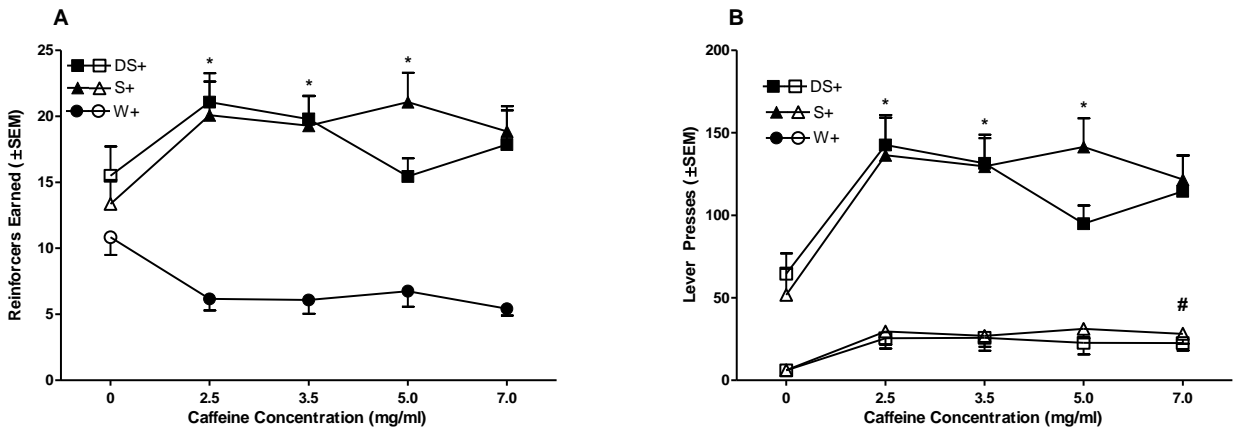 A
Reinforcers Earned (±SEM)
25
20
15
10
5
0
DS+
S+
W+
*
*
*
0 2.5 3.5 5.0 7.0
Caffeine Concentration (mg/ml)
B
Lever Presses (±SEM)
200
150
100
50
0
DS+
S+
W+
*
*
*
#
0 2.5 3.5 5.0 7.0
Caffeine Concentration (mg/ml)